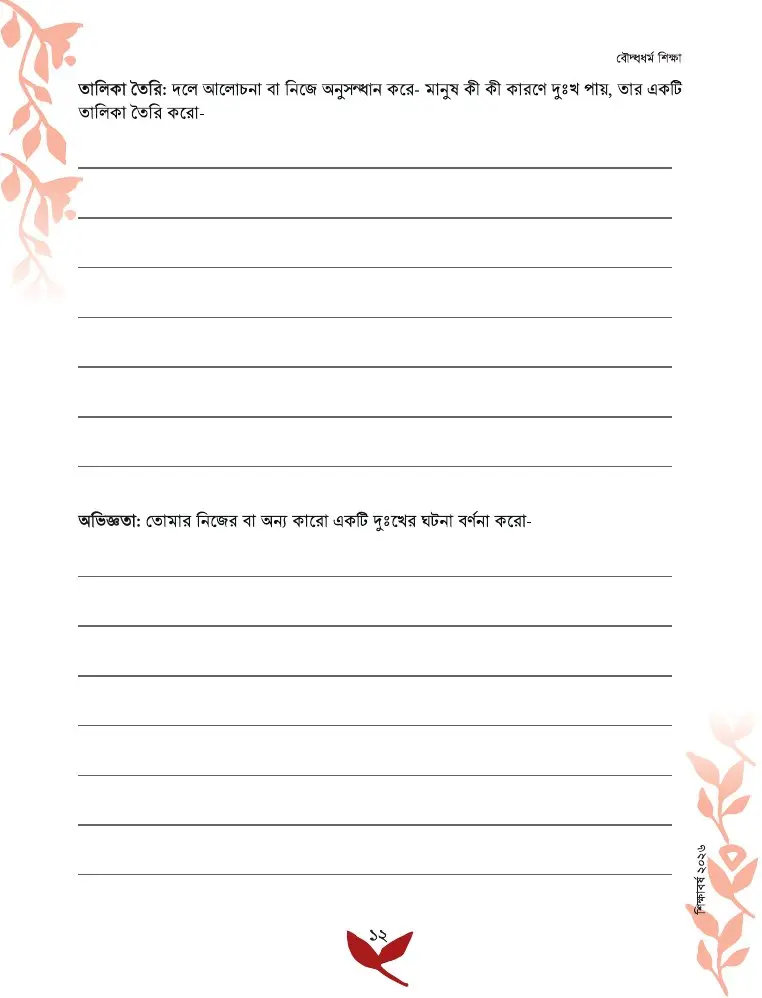 বৌদ্ধধর্ম শিক্ষা
তালিকা তৈরি: দলে আলোচনা বা নিজে অনুসন্ধান করে- মানুষ কী কী কারণে দুঃখ পায়, তার একটি
তালিকা তৈরি করো-
অভিজ্ঞতা: তোমার নিজের বা অন্য কারো একটি দুঃখের ঘটনা বর্ণনা করো-
শিক্ষাবর্ষ ২০২৬
১২